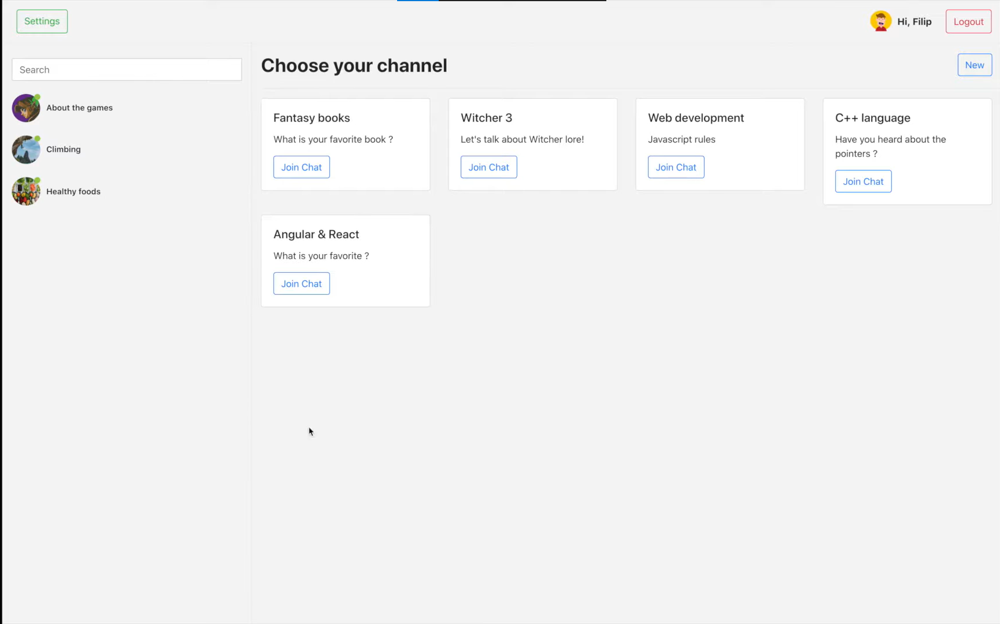 Settings
Hi, Filip
Logout
Search
About the games
Climbing
Healthy foods
Choose your channel
New
Fantasy books
What is your favorite book ?
Join Chat
Witcher 3
Let's talk about Witcher lore!
Join Chat
Web development
Javascript rules
Join Chat
C++ language
Have you heard about the
pointers ?
Join Chat
Angular & React
What is your favorite ?
Join Chat